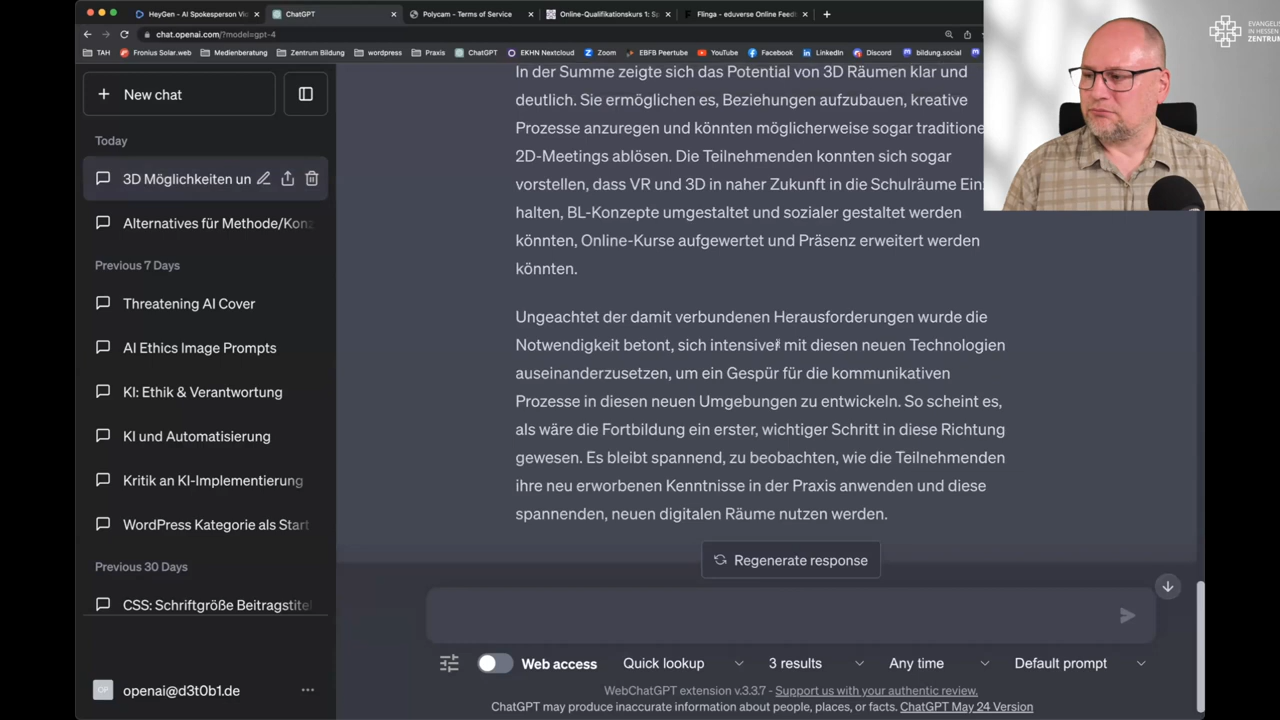 HeyGen - AI Spokesperson Vi
ChatGPT
Polycam - Terms of Service
Online-Qualifikationskurs 1: Sp
Flinga - eduverse Online Feed
chat.openai.com/?model=gpt-4
TAH
Fronius Solar.web
Medienberatung
Zentrum Bildung
wordpress
Praxis
ChatGPT
EKHN Nextcloud
Zoom
EBFB Peertube
YouTube
Facebook
LinkedIn
Discord
bildung.social
EVANGELIS
IN HESSEN
ZENTRUM
New chat
Today
3D Möglichkeiten un
Alternatives für Methode/Konz
Previous 7 Days
Threatening AI Cover
AI Ethics Image Prompts
KI: Ethik & Verantwortung
KI und Automatisierung
Kritik an KI-Implementierung
WordPress Kategorie als Start
Previous 30 Days
CSS: Schriftgröße Beitragstitel
OP
openai@d3t0b1.de
In der Summe zeigte sich das Potential von 3D Räumen klar und
deutlich. Sie ermöglichen es, Beziehungen aufzubauen, kreative
Prozesse anzuregen und könnten möglicherweise sogar traditione
2D-Meetings ablösen. Die Teilnehmenden konnten sich sogar
vorstellen, dass VR und 3D in naher Zukunft in die Schulräume Einz
halten, BL-Konzepte umgestaltet und sozialer gestaltet werden
könnten, Online-Kurse aufgewertet und Präsenz erweitert werden
könnten.
Ungeachtet der damit verbundenen Herausforderungen wurde die
Notwendigkeit betont, sich intensiver mit diesen neuen Technologien
auseinanderzusetzen, um ein Gespür für die kommunikativen
Prozesse in diesen neuen Umgebungen zu entwickeln. So scheint es,
als wäre die Fortbildung ein erster, wichtiger Schritt in diese Richtung
gewesen. Es bleibt spannend, zu beobachten, wie die Teilnehmenden
ihre neu erworbenen Kenntnisse in der Praxis anwenden und diese
spannenden, neuen digitalen Räume nutzen werden.
Regenerate response
Web access
Quick lookup
3 results
Any time
Default prompt
WebChatGPT extension v.3.3.7 - Support us with your authentic review.
ChatGPT may produce inaccurate information about people, places, or facts. ChatGPT May 24 Version